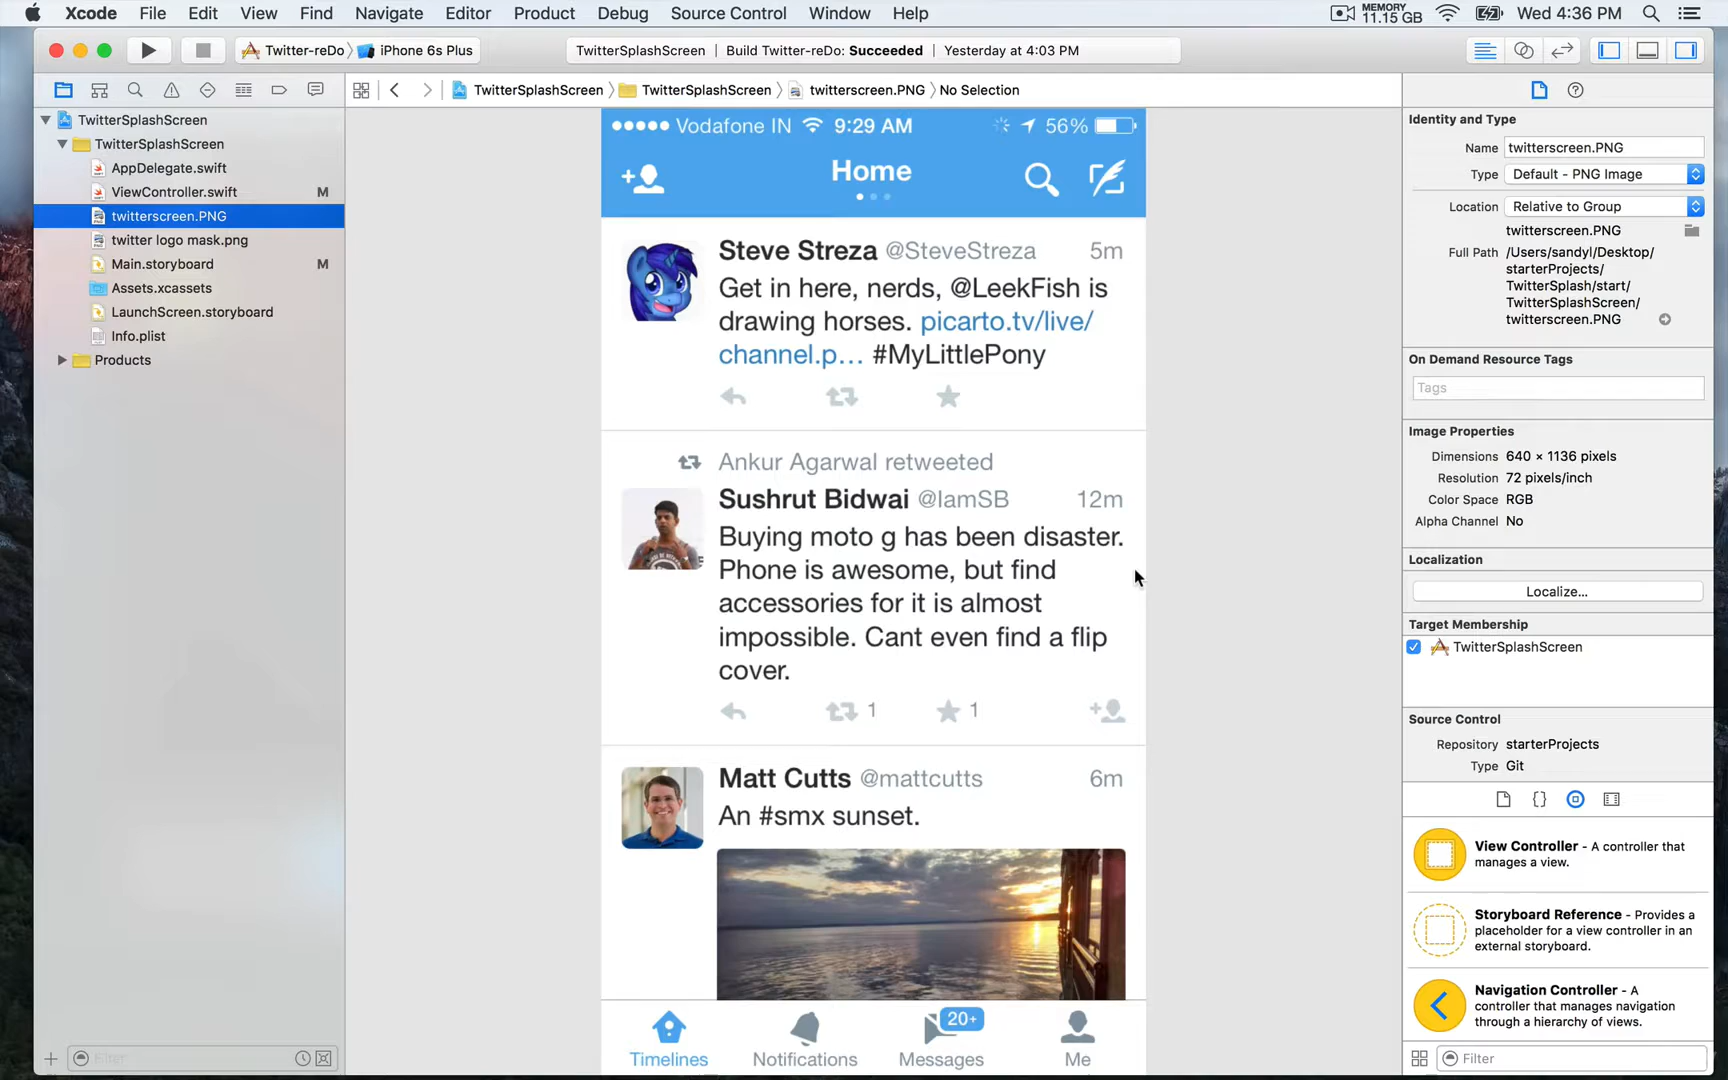 Xcode File Edit View Find Navigate Editor Product Debug Source Control Window Help MEMORY 11.15 GB Wed 4:36 PM
Twitter-reDo iPhone 6s Plus TwitterSplashScreen | Build Twitter-reDo: Succeeded | Yesterday at 4:03 PM
TwitterSplashScreen TwitterSplashScreen twitterscreen.PNG No Selection
TwitterSplashScreen
TwitterSplashScreen
AppDelegate.swift
ViewController.swift M
twitterscreen.PNG
twitter logo mask.png
Main.storyboard M
Assets.xcassets
LaunchScreen.storyboard
Info.plist
Products
Filter
Vodafone IN 9:29 AM 56%
Home
Steve Streza @SteveStreza 5m
Get in here, nerds, @LeekFish is
drawing horses. picarto.tv/live/
channel.p... #MyLittlePony
Ankur Agarwal retweeted
Sushrut Bidwai @IamSB 12m
Buying moto g has been disaster.
Phone is awesome, but find
accessories for it is almost
impossible. Cant even find a flip
cover.
1 1
Matt Cutts @mattcutts 6m
An #smx sunset.
20+
Timelines Notifications Messages Me
Identity and Type
Name twitterscreen.PNG
Type Default - PNG Image
Location Relative to Group
twitterscreen.PNG
Full Path /Users/sandyl/Desktop/
starterProjects/
TwitterSplash/start/
TwitterSplashScreen/
twitterscreen.PNG
On Demand Resource Tags
Tags
Image Properties
Dimensions 640 × 1136 pixels
Resolution 72 pixels/inch
Color Space RGB
Alpha Channel No
Localization
Localize...
Target Membership
TwitterSplashScreen
Source Control
Repository starterProjects
Type Git
View Controller - A controller that
manages a view.
Storyboard Reference - Provides a
placeholder for a view controller in an
external storyboard.
Navigation Controller - A
controller that manages navigation
through a hierarchy of views.
Filter